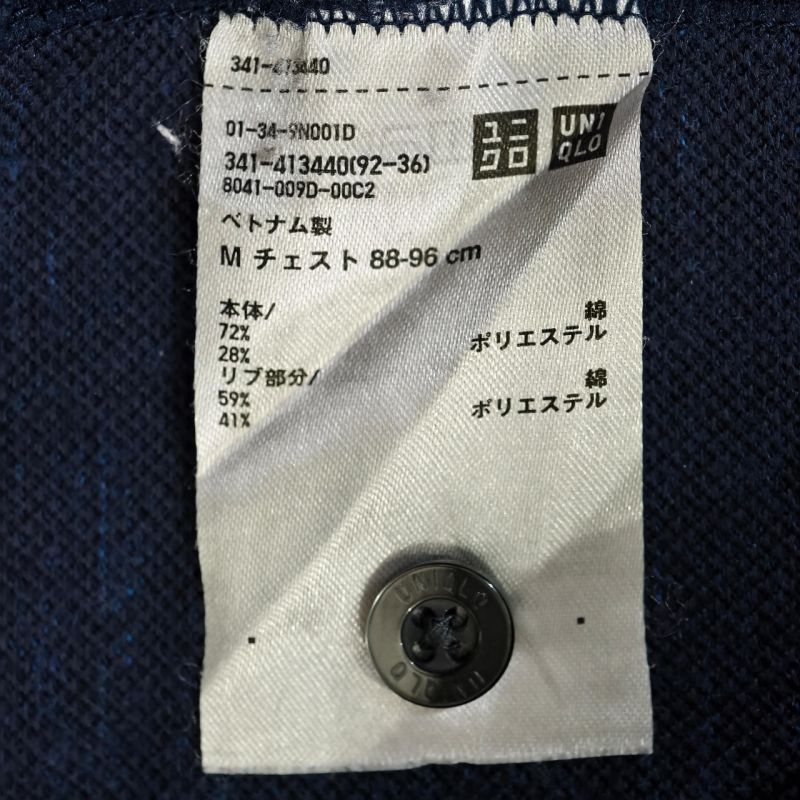 341-413440
01-34-9N001D
341-413440(92-36)
8041-009D-00C2
ユニクロ
UNIQLO
ベトナム製
M チェスト 88-96 cm
本体/ 綿
72% ポリエステル
28%
リブ部分/ 綿
59% ポリエステル
41%
UNIQLO
UNIQLO